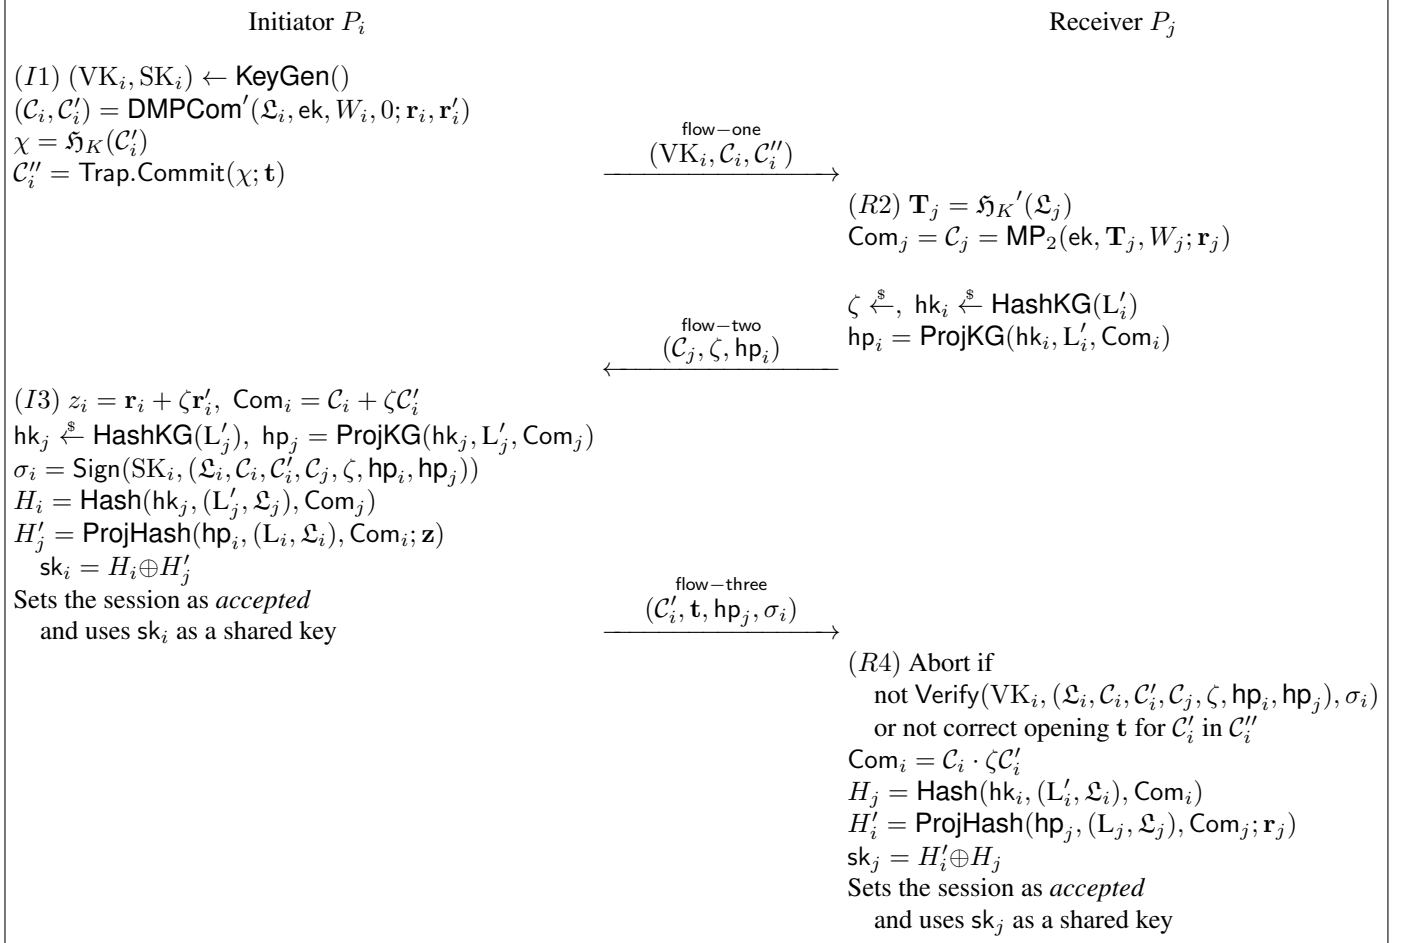 Initiator P_i
Receiver P_j
(I1) (VK_i, SK_i) ← KeyGen()
(𝒞_i, 𝒞′_i) = DMPCom′(𝔏_i, ek, W_i, 0; r_i, r′_i)
χ = ℌ_K(𝒞′_i)
𝒞″_i = Trap.Commit(χ; t)
flow−one
(VK_i, 𝒞_i, 𝒞″_i)
(R2) T_j = ℌ_K′(𝔏_j)
Com_j = 𝒞_j = MP_2(ek, T_j, W_j; r_j)
ζ ←$, hk_i ←$ HashKG(L′_i)
hp_i = ProjKG(hk_i, L′_i, Com_i)
flow−two
(𝒞_j, ζ, hp_i)
(I3) z_i = r_i + ζr′_i, Com_i = 𝒞_i + ζ𝒞′_i
hk_j ←$ HashKG(L′_j), hp_j = ProjKG(hk_j, L′_j, Com_j)
σ_i = Sign(SK_i, (𝔏_i, 𝒞_i, 𝒞′_i, 𝒞_j, ζ, hp_i, hp_j))
H_i = Hash(hk_j, (L′_j, 𝔏_j), Com_j)
H′_j = ProjHash(hp_i, (L_i, 𝔏_i), Com_i; z)
sk_i = H_i⊕H′_j
Sets the session as accepted
and uses sk_i as a shared key
flow−three
(𝒞′_i, t, hp_j, σ_i)
(R4) Abort if
not Verify(VK_i, (𝔏_i, 𝒞_i, 𝒞′_i, 𝒞_j, ζ, hp_i, hp_j), σ_i)
or not correct opening t for 𝒞′_i in 𝒞″_i
Com_i = 𝒞_i · ζ𝒞′_i
H_j = Hash(hk_i, (L′_i, 𝔏_i), Com_i)
H′_i = ProjHash(hp_j, (L_j, 𝔏_j), Com_j; r_j)
sk_j = H′_i⊕H_j
Sets the session as accepted
and uses sk_j as a shared key